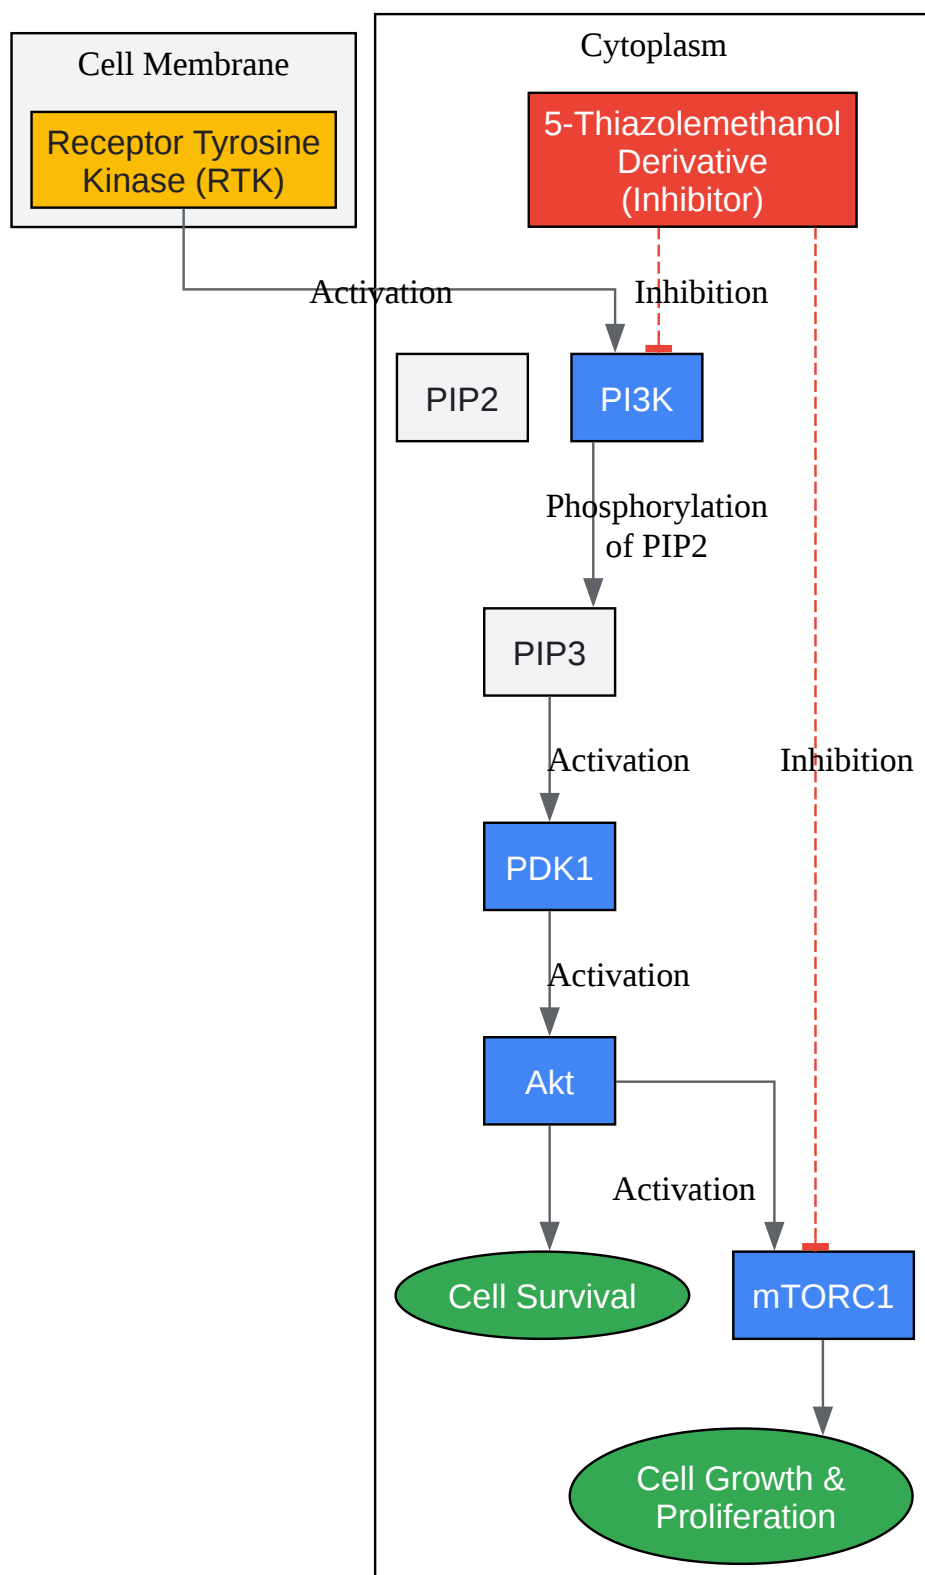 Cell Membrane
Receptor Tyrosine
Kinase (RTK)
Cytoplasm
5-Thiazolemethanol
Derivative
(Inhibitor)
Activation
Inhibition
PIP2
PI3K
Phosphorylation
of PIP2
PIP3
Activation
Inhibition
PDK1
Activation
Akt
Activation
Cell Survival
mTORC1
Cell Growth &
Proliferation